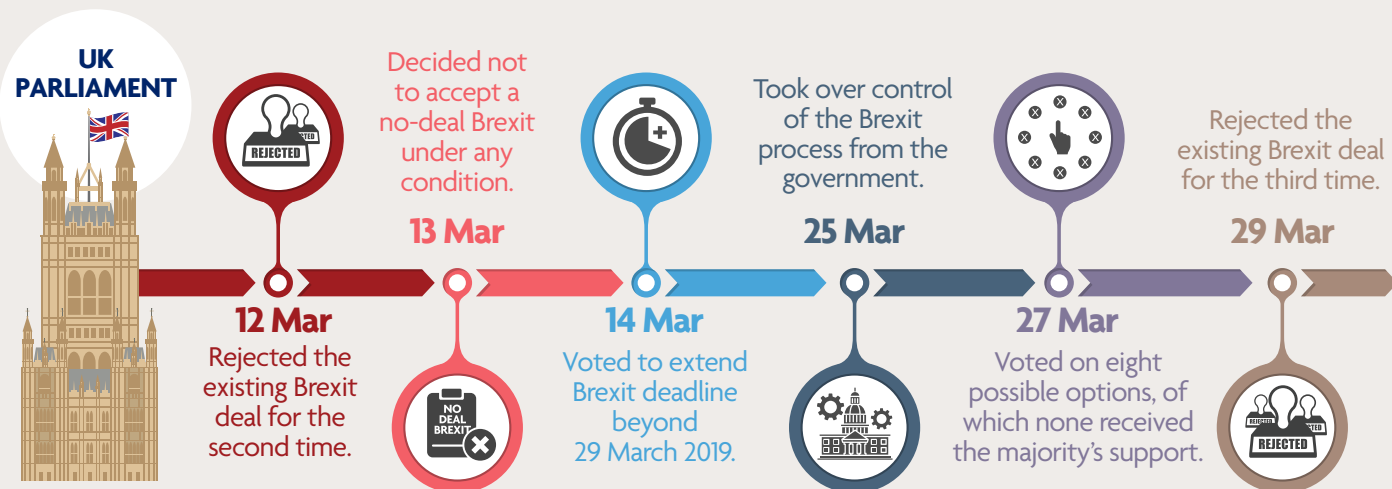 UK
PARLIAMENT
REJECTED
CTED
12 Mar
Rejected the
existing Brexit
deal for the
second time.
Decided not
to accept a
no-deal Brexit
under any
condition.
13 Mar
NO
DEAL
BREXIT
+
14 Mar
Voted to extend
Brexit deadline
beyond
29 March 2019.
Took over control
of the Brexit
process from the
government.
25 Mar
27 Mar
Voted on eight
possible options, of
which none received
the majority’s support.
Rejected the
existing Brexit deal
for the third time.
29 Mar
REJECTED